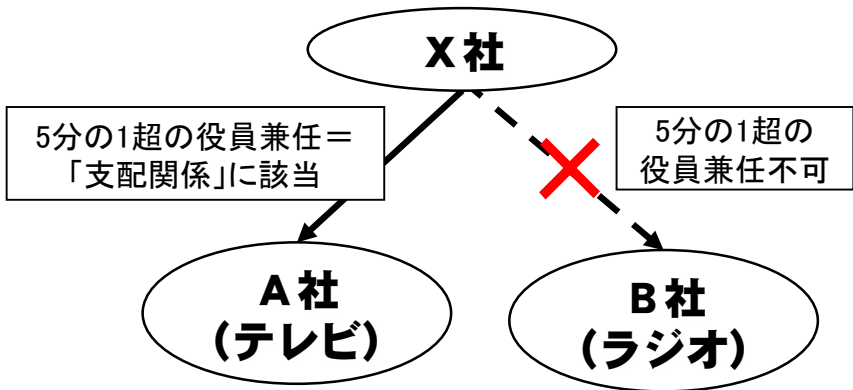 X社
5分の1超の役員兼任＝
「支配関係」に該当
5分の1超の
役員兼任不可
A社
(テレビ)
B社
(ラジオ)